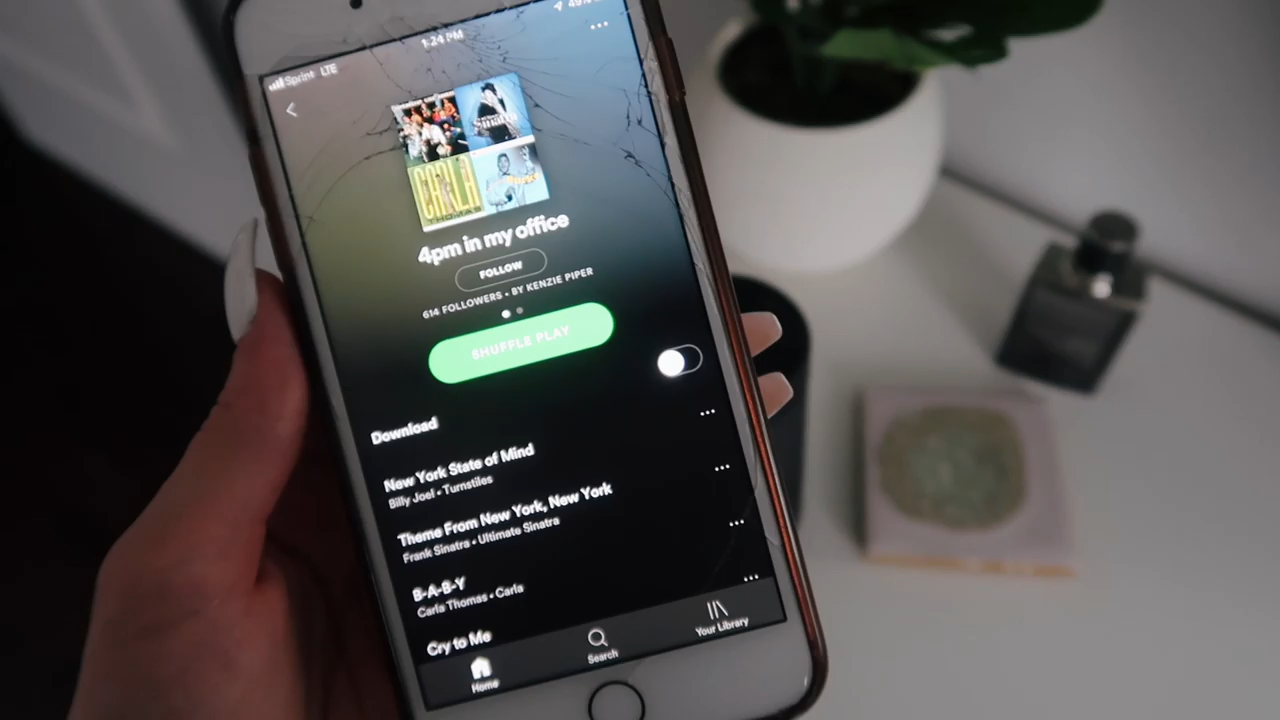 1:24 PM
Sprint LTE
CARLA
4pm in my office
FOLLOW
614 FOLLOWERS • BY KENZIE PIPER
SHUFFLE PLAY
Download
New York State of Mind
Billy Joel • Turnstiles
Theme From New York, New York
Frank Sinatra • Ultimate Sinatra
B-A-B-Y
Carla Thomas • Carla
Cry to Me
Home
Search
Your Library